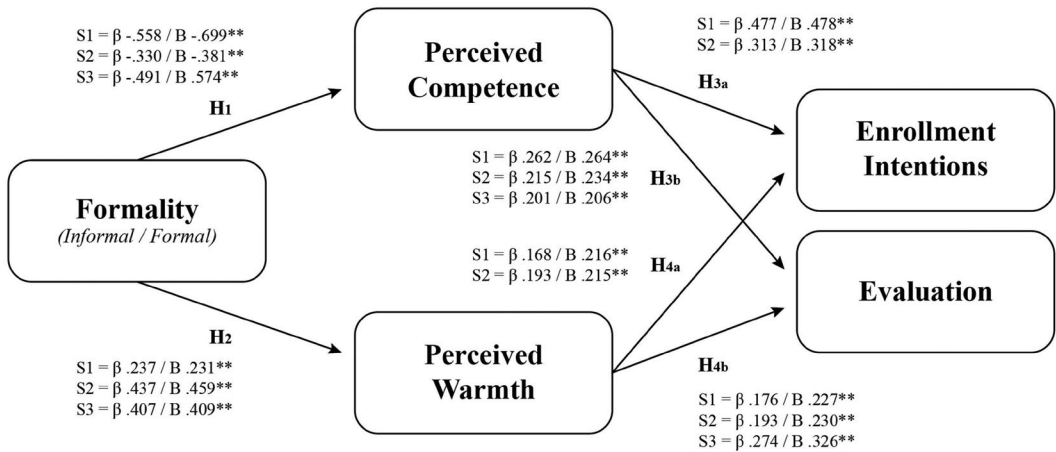 S1 = β -.558 / B -.699**
S2 = β -.330 / B -.381**
S3 = β -.491 / B .574**
H1
Perceived
Competence
S1 = β .477 / B .478**
S2 = β .313 / B .318**
H3a
Formality
(Informal / Formal)
S1 = β .262 / B .264**
S2 = β .215 / B .234**
S3 = β .201 / B .206**
H3b
Enrollment
Intentions
S1 = β .168 / B .216**
S2 = β .193 / B .215**
H4a
Evaluation
H2
S1 = β .237 / B .231**
S2 = β .437 / B .459**
S3 = β .407 / B .409**
Perceived
Warmth
H4b
S1 = β .176 / B .227**
S2 = β .193 / B .230**
S3 = β .274 / B .326**